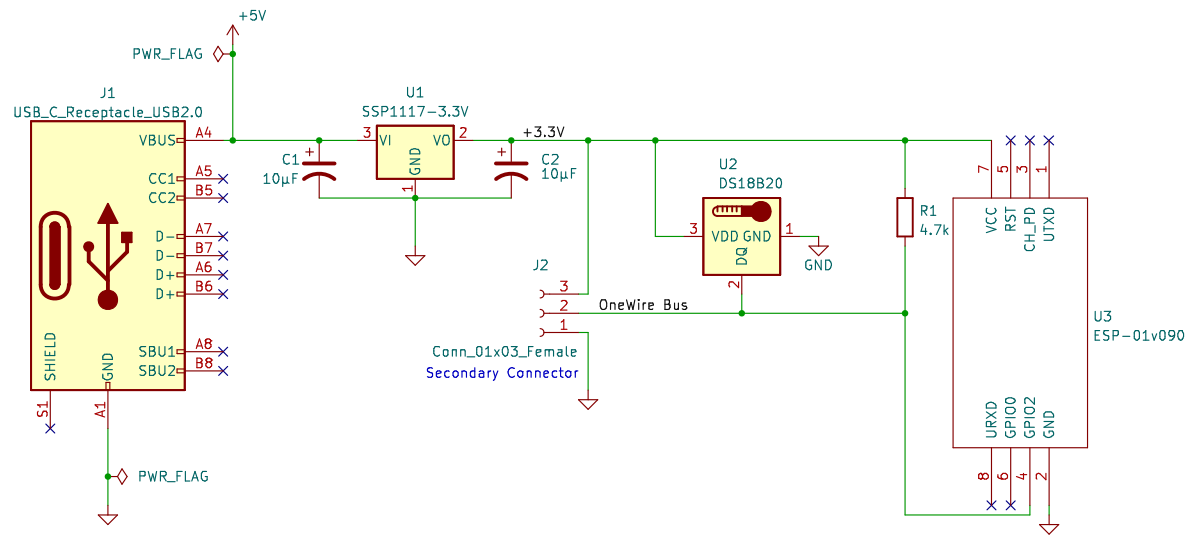 +5V
PWR_FLAG
J1
USB_C_Receptacle_USB2.0
VBUS A4
CC1 A5
CC2 B5
D- A7
D- B7
D+ A6
D+ B6
SBU1 A8
SBU2 B8
SHIELD
GND
S1
A1
PWR_FLAG
C1
10µF
U1
SSP1117-3.3V
3 VI VO 2
GND
1
+3.3V
C2
10µF
J2
3
2
1
OneWire Bus
Conn_01x03_Female
Secondary Connector
U2
DS18B20
3 VDD GND 1
DQ
2
GND
R1
4.7k
7 5 3 1
VCC RST CH_PD UTXD
U3
ESP-01v090
URXD GPIO0 GPIO2 GND
8 6 4 2